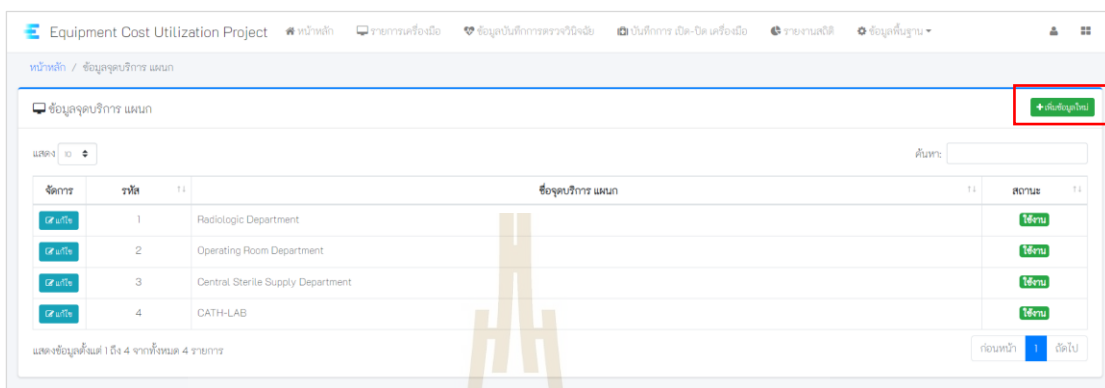 Equipment Cost Utilization Project หน้าหลัก รายการเครื่องมือ ข้อมูลบันทึกการตรวจวินิจฉัย บันทึกการ เปิด-ปิด เครื่องมือ รายงานสถิติ ข้อมูลพื้นฐาน
หน้าหลัก / ข้อมูลจุดบริการ แผนก
ข้อมูลจุดบริการ แผนก +เพิ่มข้อมูลใหม่
แสดง 10 ค้นหา:
จัดการ รหัส ชื่อจุดบริการ แผนก สถานะ
แก้ไข 1 Radiologic Department ใช้งาน
แก้ไข 2 Operating Room Department ใช้งาน
แก้ไข 3 Central Sterile Supply Department ใช้งาน
แก้ไข 4 CATH-LAB ใช้งาน
แสดงข้อมูลตั้งแต่ 1 ถึง 4 จากทั้งหมด 4 รายการ ก่อนหน้า 1 ถัดไป